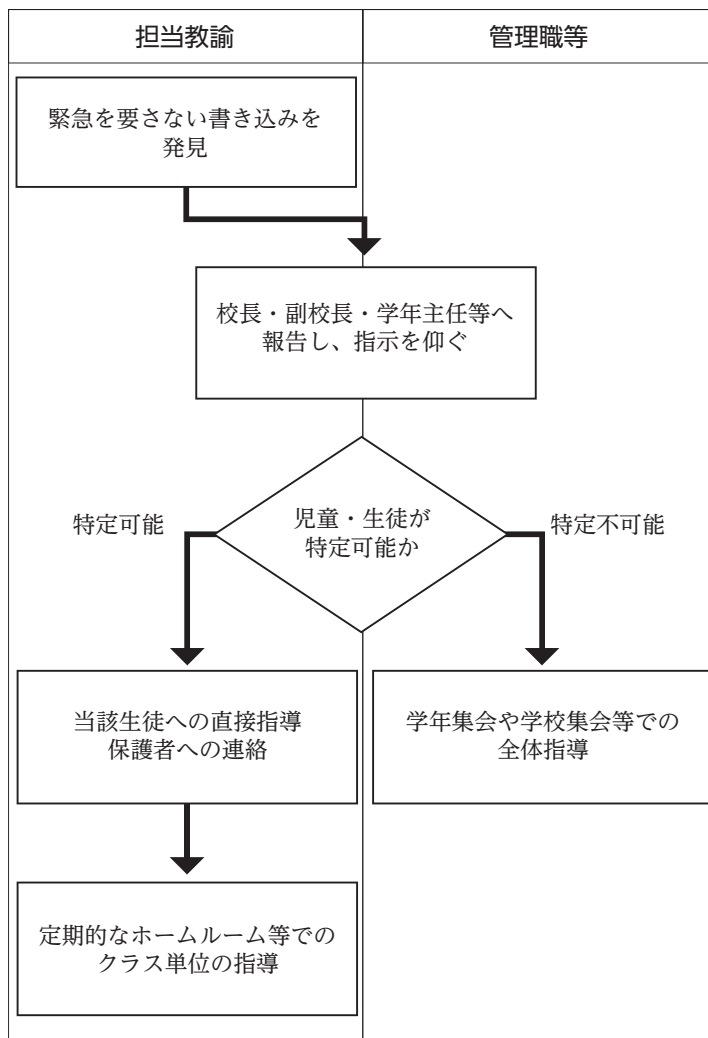 担当教諭
管理職等
緊急を要さない書き込みを
発見
校長・副校長・学年主任等へ
報告し、指示を仰ぐ
児童・生徒が
特定可能か
特定可能
特定不可能
当該生徒への直接指導
保護者への連絡
学年集会や学校集会等での
全体指導
定期的なホームルーム等での
クラス単位の指導